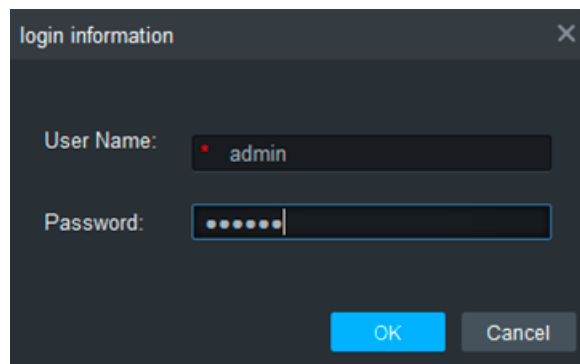 login information
User Name: * admin
Password: ••••••
OK Cancel